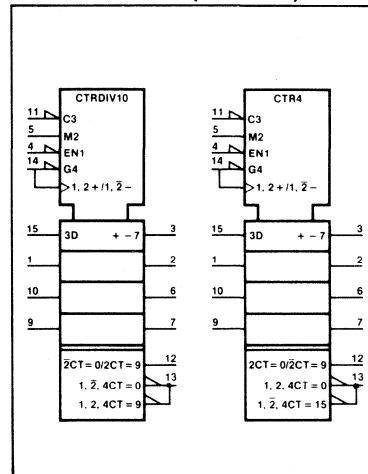 CTRDIV10
11 C3
5 M2
4 EN1
14 G4
1, 2 + /1, 2̅ −
15 3D + − 7 3
1 2
10 6
9 7
2̅CT = 0/2CT = 9 12
1, 2̅, 4CT = 0 13
1, 2, 4CT = 9
CTR4
11 C3
5 M2
4 EN1
14 G4
1, 2 + /1, 2̅ −
15 3D + − 7 3
1 2
10 6
9 7
2CT = 0/2̅CT = 9 12
1, 2, 4CT = 0 13
1, 2̅, 4CT = 15